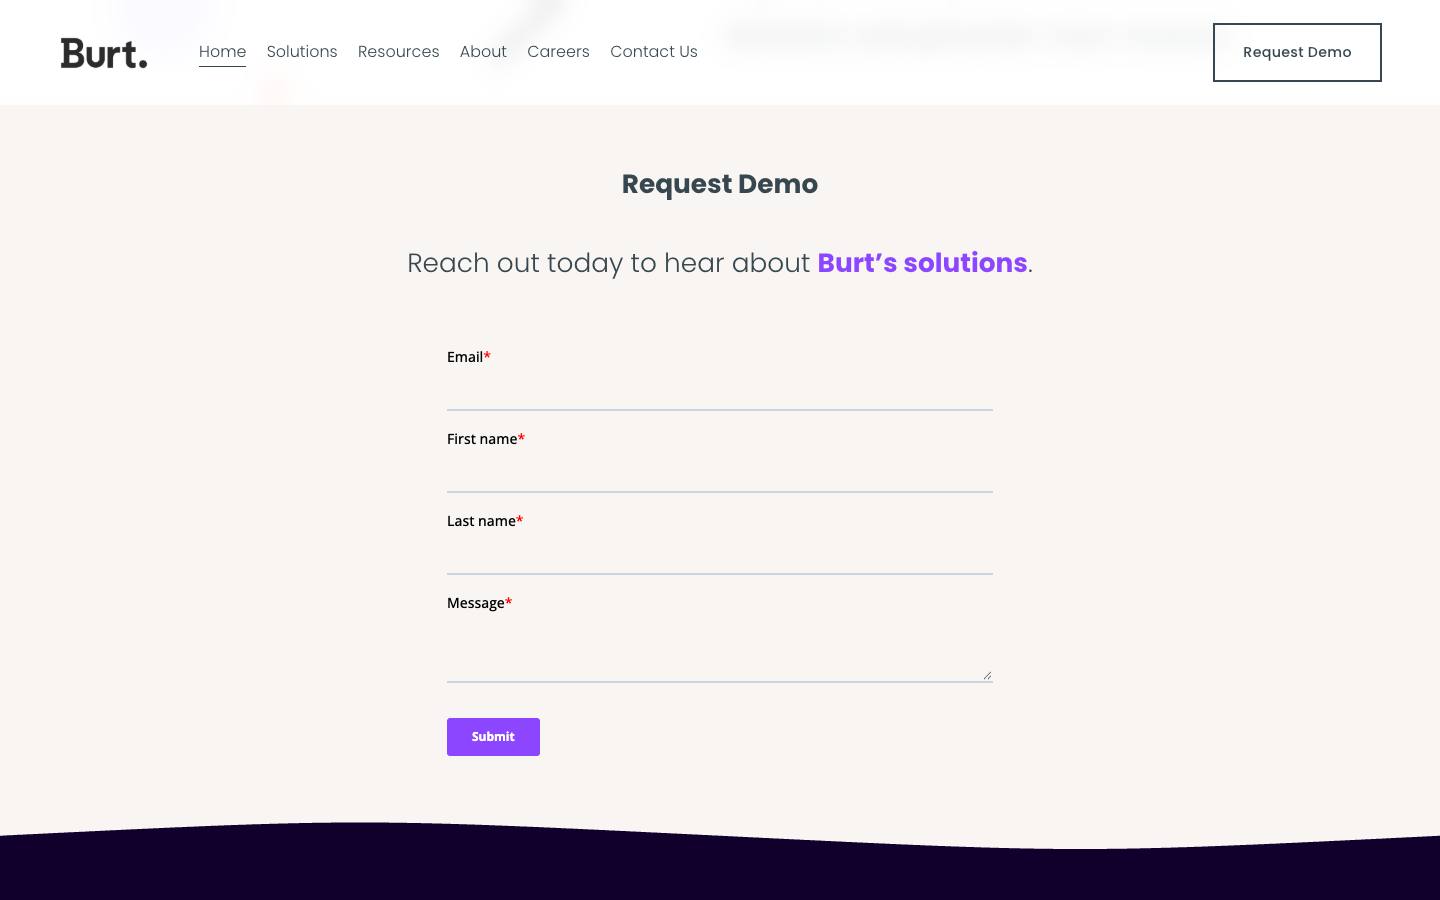 Burt.
Home Solutions Resources About Careers Contact Us
Request Demo
Request Demo
Reach out today to hear about Burt’s solutions.
Email*
First name*
Last name*
Message*
Submit